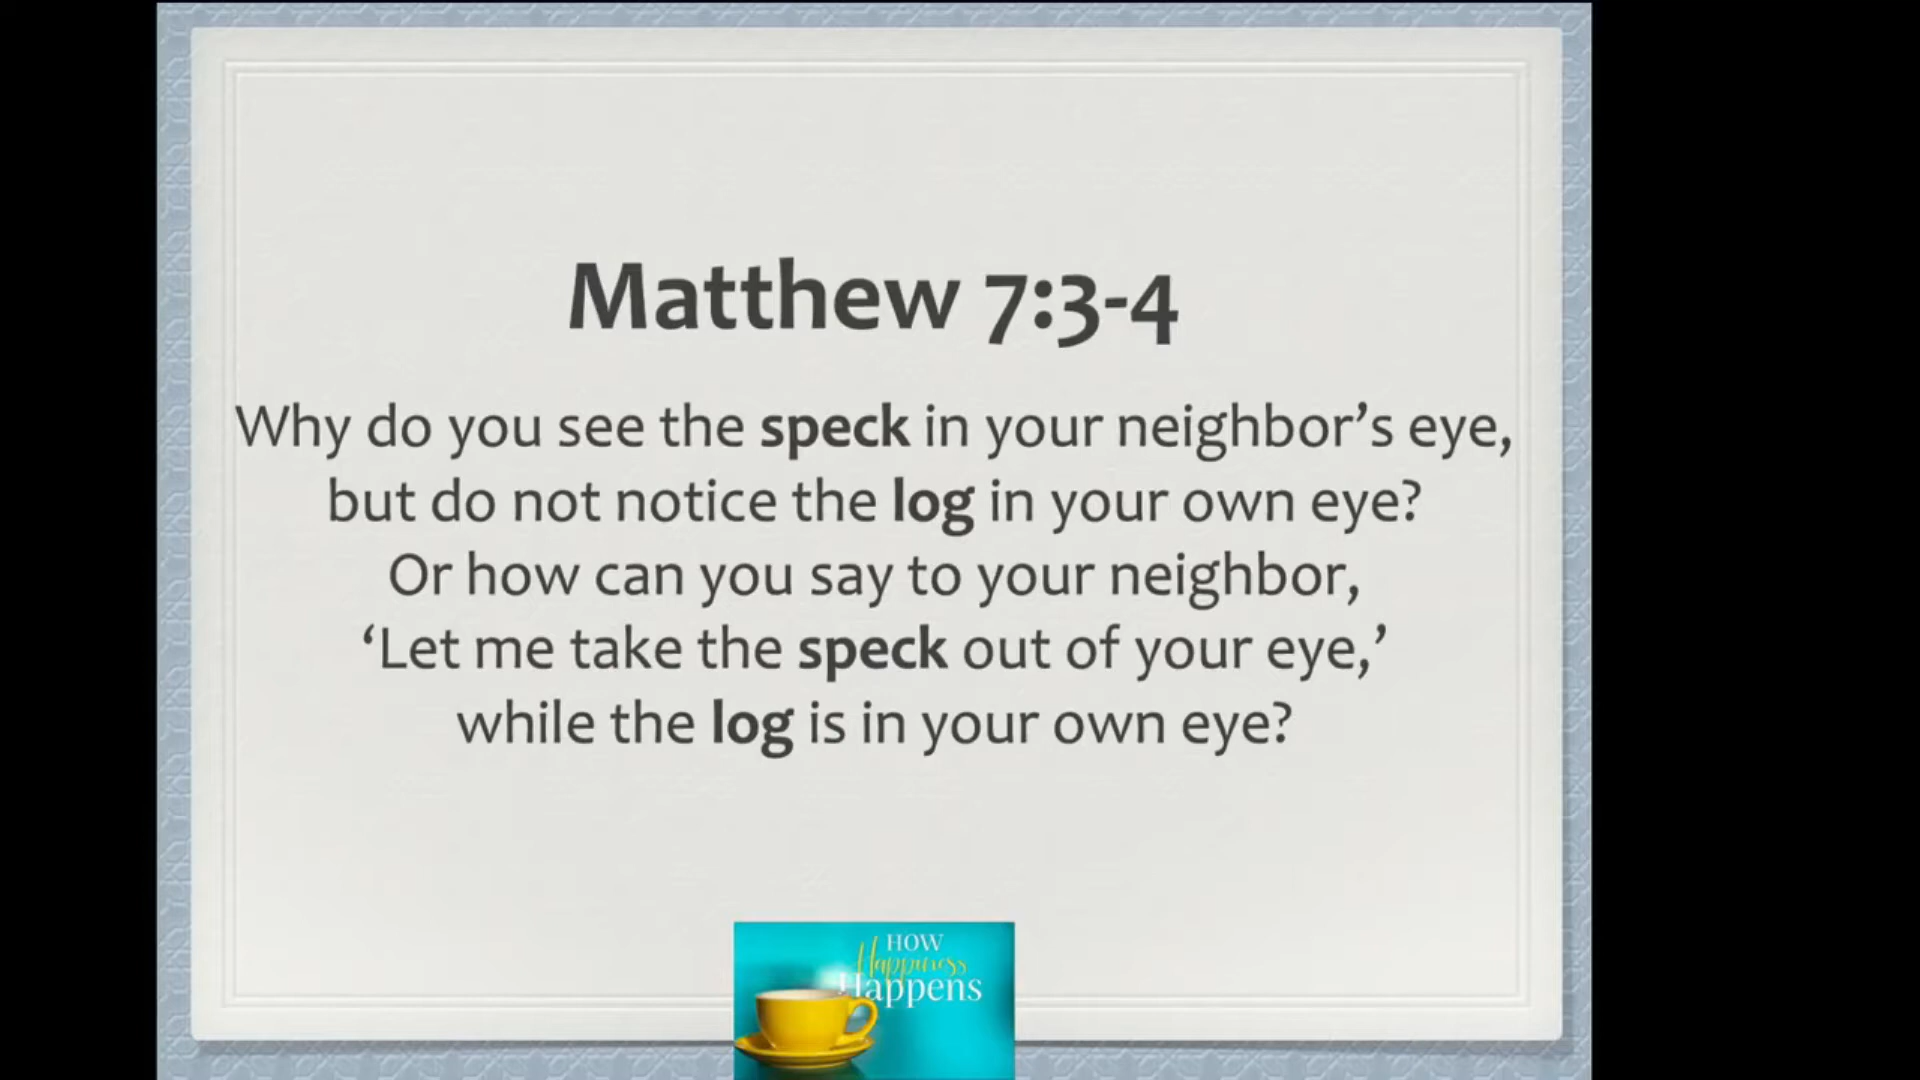 Matthew 7:3-4
Why do you see the speck in your neighbor’s eye,
but do not notice the log in your own eye?
Or how can you say to your neighbor,
‘Let me take the speck out of your eye,’
while the log is in your own eye?
HOW
Happiness
Happens